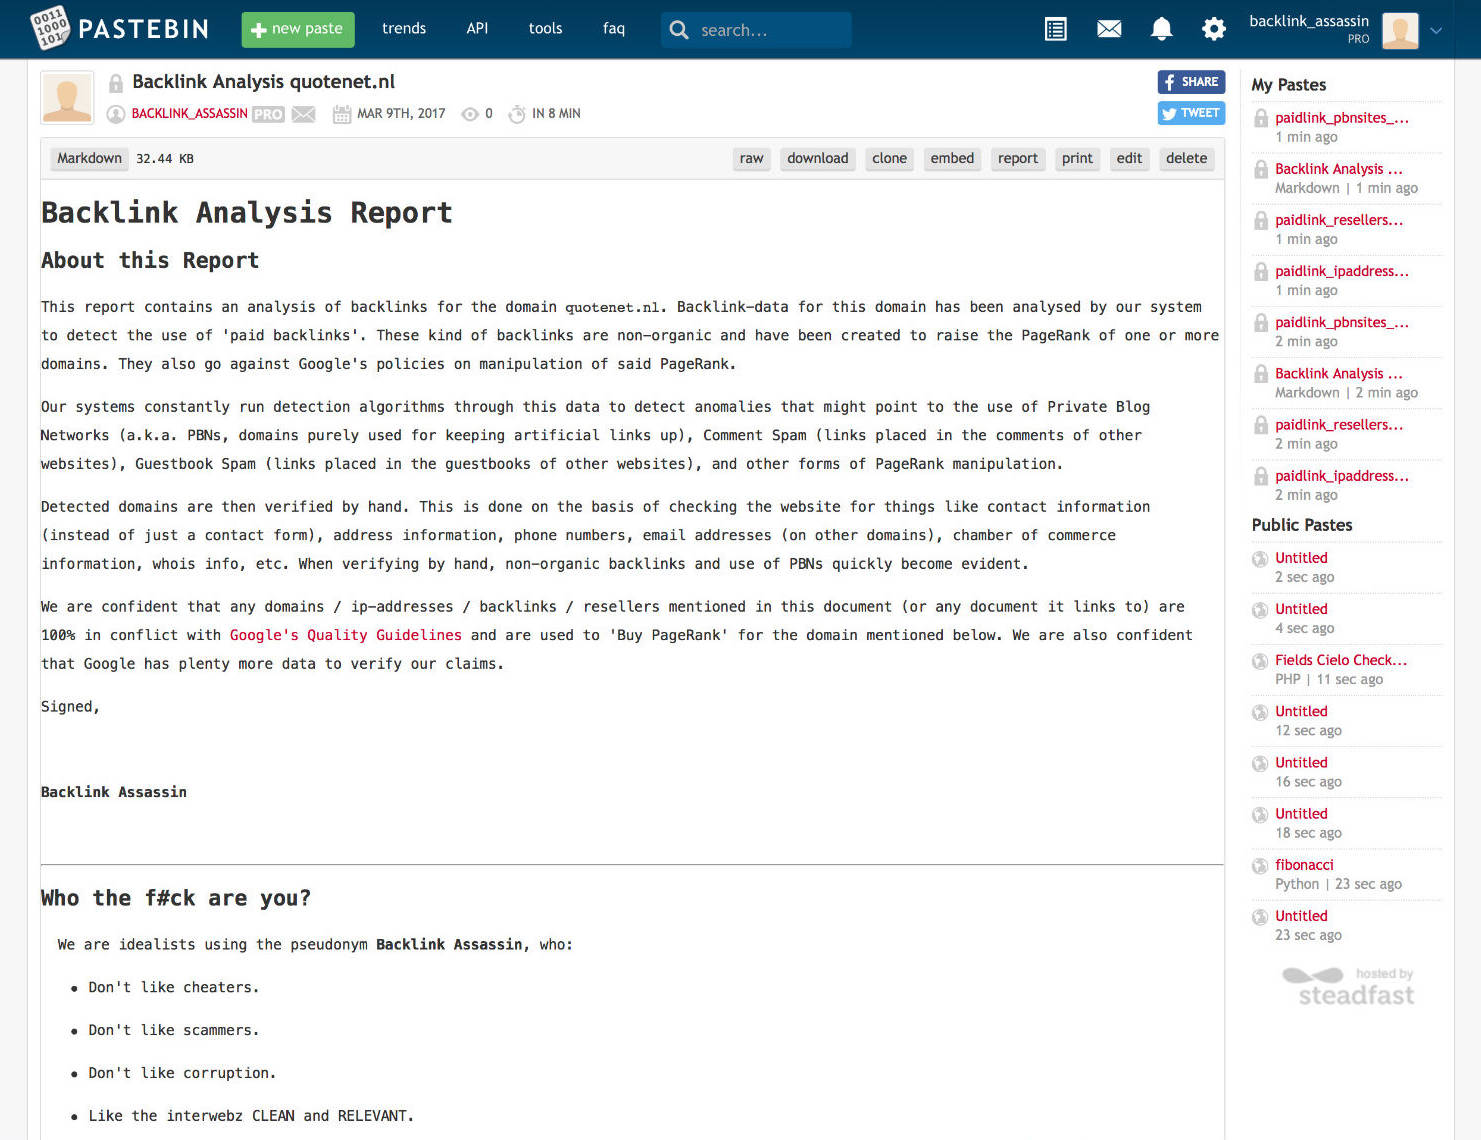 0011
1000
101
PASTEBIN
new paste
trends
API
tools
faq
search...
backlink_assassin
PRO
Backlink Analysis quotenet.nl
BACKLINK_ASSASSIN PRO MAR 9TH, 2017 0 IN 8 MIN
SHARE
TWEET
Markdown 32.44 KB
raw download clone embed report print edit delete
Backlink Analysis Report
About this Report
This report contains an analysis of backlinks for the domain quotenet.nl. Backlink-data for this domain has been analysed by our system
to detect the use of 'paid backlinks'. These kind of backlinks are non-organic and have been created to raise the PageRank of one or more
domains. They also go against Google's policies on manipulation of said PageRank.
Our systems constantly run detection algorithms through this data to detect anomalies that might point to the use of Private Blog
Networks (a.k.a. PBNs, domains purely used for keeping artificial links up), Comment Spam (links placed in the comments of other
websites), Guestbook Spam (links placed in the guestbooks of other websites), and other forms of PageRank manipulation.
Detected domains are then verified by hand. This is done on the basis of checking the website for things like contact information
(instead of just a contact form), address information, phone numbers, email addresses (on other domains), chamber of commerce
information, whois info, etc. When verifying by hand, non-organic backlinks and use of PBNs quickly become evident.
We are confident that any domains / ip-addresses / backlinks / resellers mentioned in this document (or any document it links to) are
100% in conflict with Google's Quality Guidelines and are used to 'Buy PageRank' for the domain mentioned below. We are also confident
that Google has plenty more data to verify our claims.
Signed,
Backlink Assassin
Who the f#ck are you?
We are idealists using the pseudonym Backlink Assassin, who:
• Don't like cheaters.
• Don't like scammers.
• Don't like corruption.
• Like the interwebz CLEAN and RELEVANT.
My Pastes
paidlink_pbnsites_...
1 min ago
Backlink Analysis ...
Markdown | 1 min ago
paidlink_resellers...
1 min ago
paidlink_ipaddress...
1 min ago
paidlink_pbnsites_...
2 min ago
Backlink Analysis ...
Markdown | 2 min ago
paidlink_resellers...
2 min ago
paidlink_ipaddress...
2 min ago
Public Pastes
Untitled
2 sec ago
Untitled
4 sec ago
Fields Cielo Check...
PHP | 11 sec ago
Untitled
12 sec ago
Untitled
16 sec ago
Untitled
18 sec ago
fibonacci
Python | 23 sec ago
Untitled
23 sec ago
hosted by
steadfast